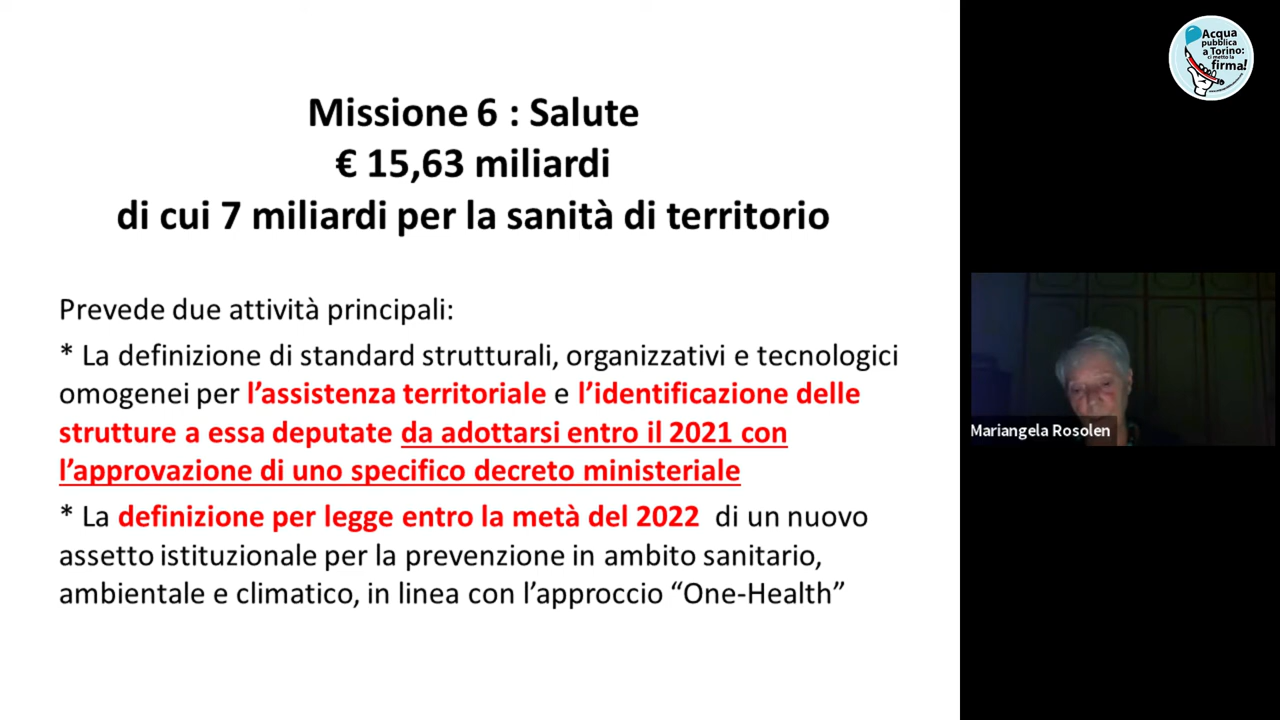 Missione 6 : Salute
€ 15,63 miliardi
di cui 7 miliardi per la sanità di territorio
Prevede due attività principali:
* La definizione di standard strutturali, organizzativi e tecnologici
omogenei per l’assistenza territoriale e l’identificazione delle
strutture a essa deputate da adottarsi entro il 2021 con
l’approvazione di uno specifico decreto ministeriale
* La definizione per legge entro la metà del 2022 di un nuovo
assetto istituzionale per la prevenzione in ambito sanitario,
ambientale e climatico, in linea con l’approccio “One-Health”
Acqua
pubblica
a Torino:
ci metto la
firma!
Mariangela Rosolen